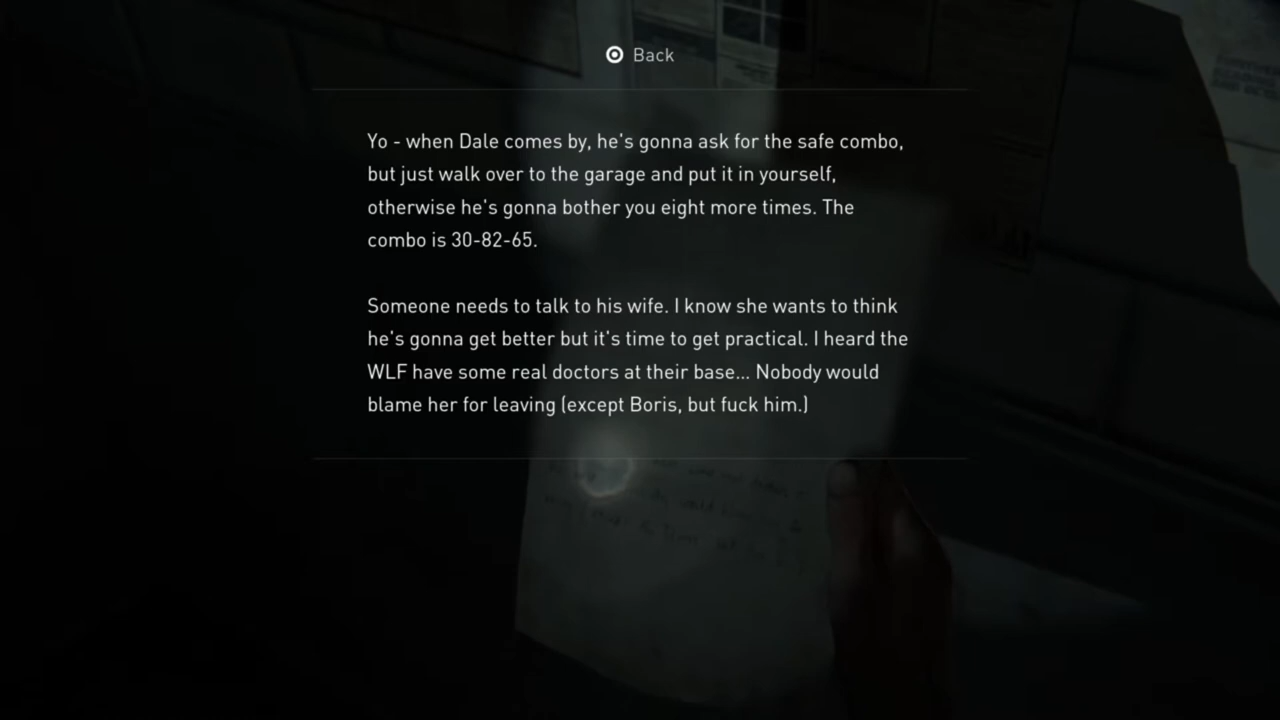 Back
Yo - when Dale comes by, he's gonna ask for the safe combo,
but just walk over to the garage and put it in yourself,
otherwise he's gonna bother you eight more times. The
combo is 30-82-65.
Someone needs to talk to his wife. I know she wants to think
he's gonna get better but it's time to get practical. I heard the
WLF have some real doctors at their base... Nobody would
blame her for leaving (except Boris, but fuck him.)